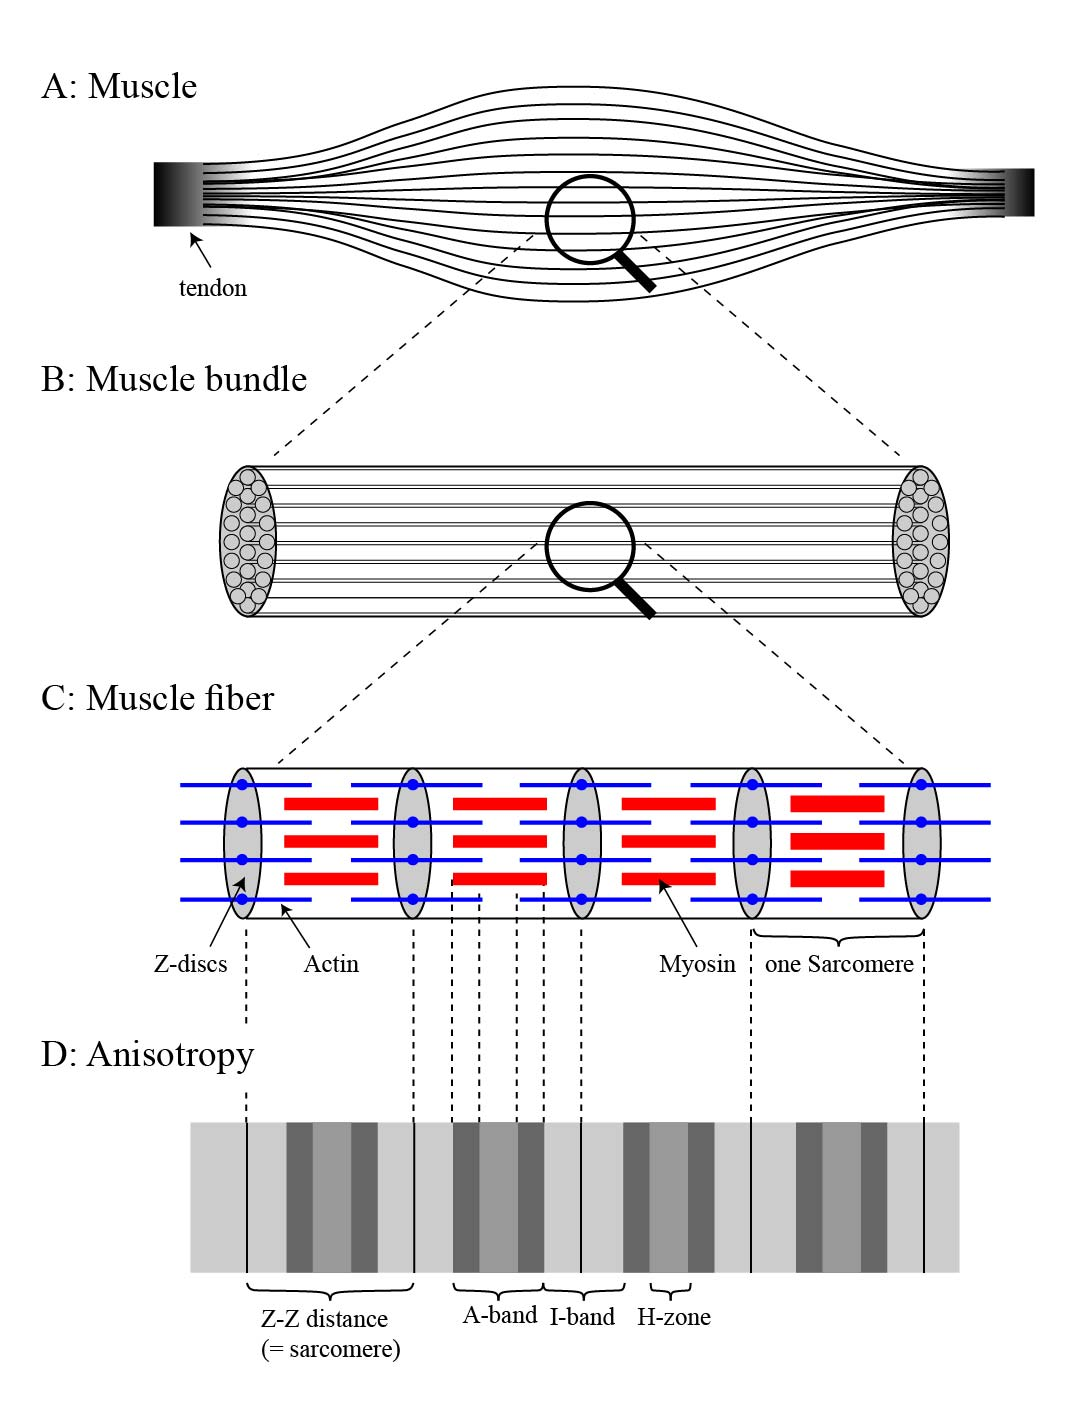 A: Muscle
tendon
B: Muscle bundle
C: Muscle fiber
Z-discs
Actin
Myosin
one Sarcomere
D: Anisotropy
Z-Z distance
(= sarcomere)
A-band
I-band
H-zone